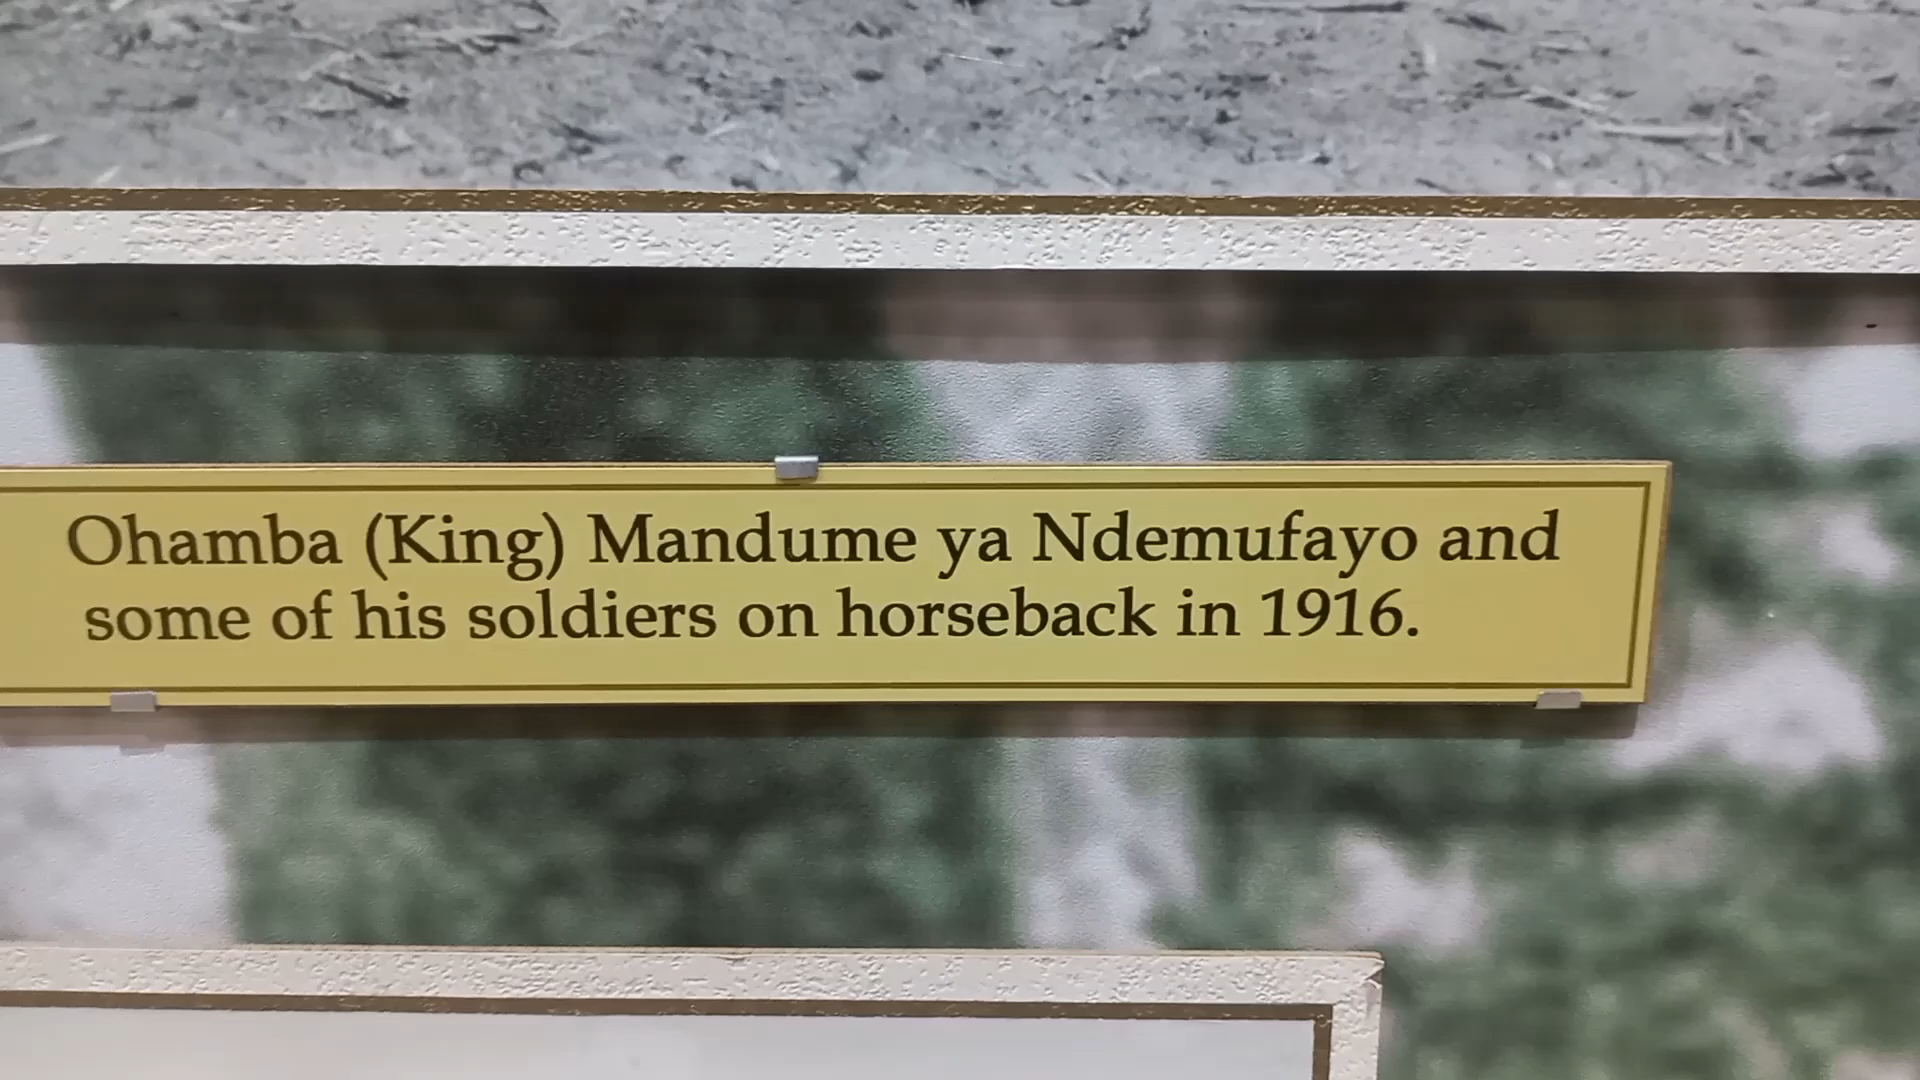 Ohamba (King) Mandume ya Ndemufayo and
some of his soldiers on horseback in 1916.